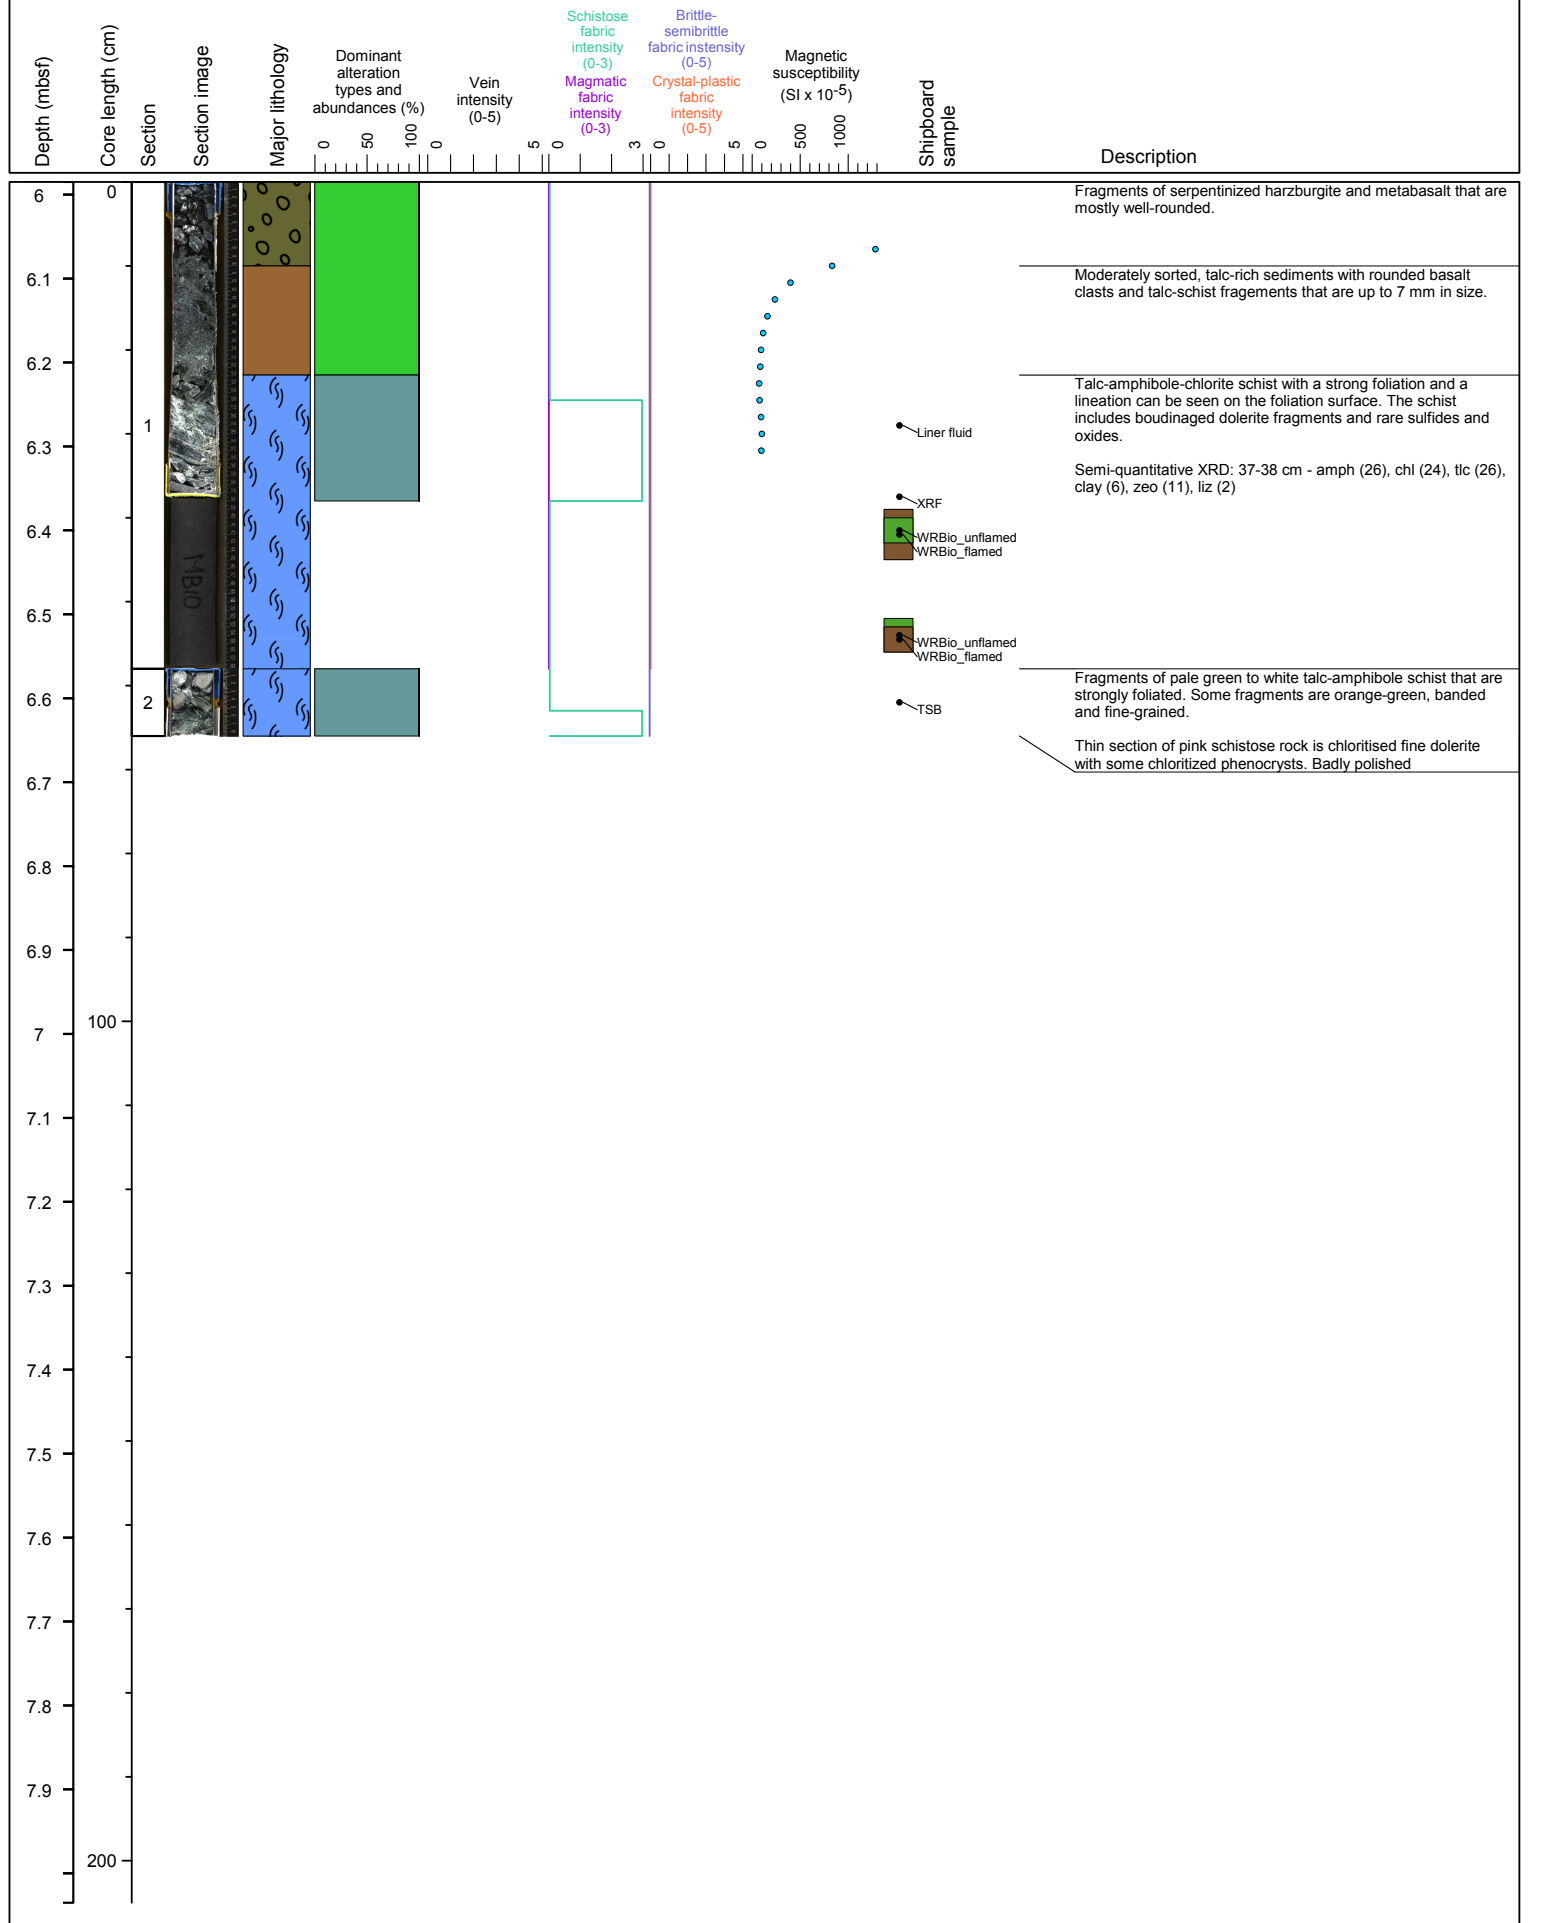 Depth (mbsf)
Core length (cm)
Section
Section image
Major lithology
Dominant
alteration
types and
abundances (%)
0
50
100
Vein
intensity
(0-5)
0
5
Schistose
fabric
intensity
(0-3)
Magmatic
fabric
intensity
(0-3)
0
3
Brittle-
semibrittle
fabric instensity
(0-5)
Crystal-plastic
fabric
intensity
(0-5)
0
5
Magnetic
susceptibility
(SI x 10-5)
0
500
1000
Shipboard
sample
Description
6
6.1
6.2
6.3
6.4
6.5
6.6
6.7
6.8
6.9
7
7.1
7.2
7.3
7.4
7.5
7.6
7.7
7.8
7.9
0
100
200
1
2
MBIO
Liner fluid
XRF
WRBio_unflamed
WRBio_flamed
WRBio_unflamed
WRBio_flamed
TSB
Fragments of serpentinized harzburgite and metabasalt that are
mostly well-rounded.
Moderately sorted, talc-rich sediments with rounded basalt
clasts and talc-schist fragements that are up to 7 mm in size.
Talc-amphibole-chlorite schist with a strong foliation and a
lineation can be seen on the foliation surface. The schist
includes boudinaged dolerite fragments and rare sulfides and
oxides.
Semi-quantitative XRD: 37-38 cm - amph (26), chl (24), tlc (26),
clay (6), zeo (11), liz (2)
Fragments of pale green to white talc-amphibole schist that are
strongly foliated. Some fragments are orange-green, banded
and fine-grained.
Thin section of pink schistose rock is chloritised fine dolerite
with some chloritized phenocrysts. Badly polished